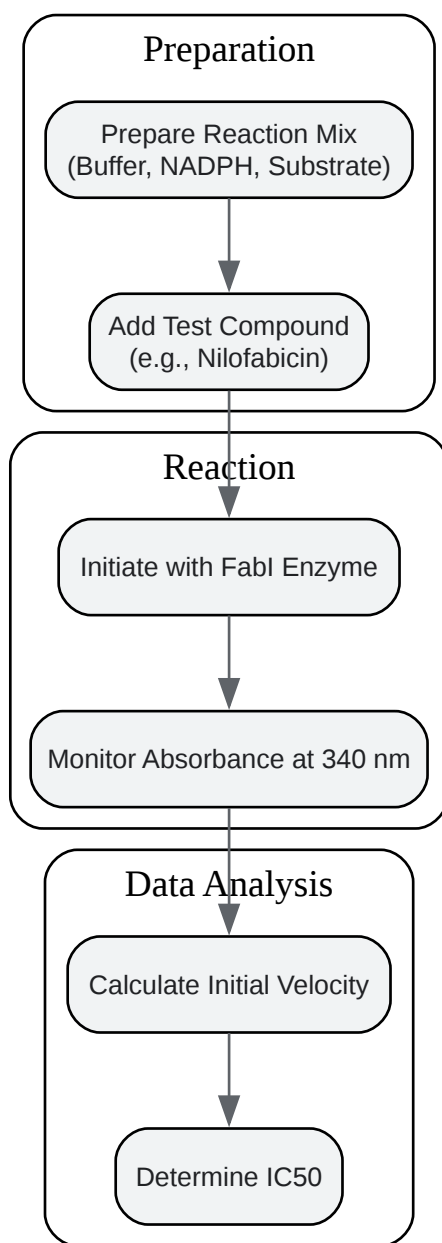 Preparation
Prepare Reaction Mix
(Buffer, NADPH, Substrate)
Add Test Compound
(e.g., Nilofabicin)
Reaction
Initiate with FabI Enzyme
Monitor Absorbance at 340 nm
Data Analysis
Calculate Initial Velocity
Determine IC50